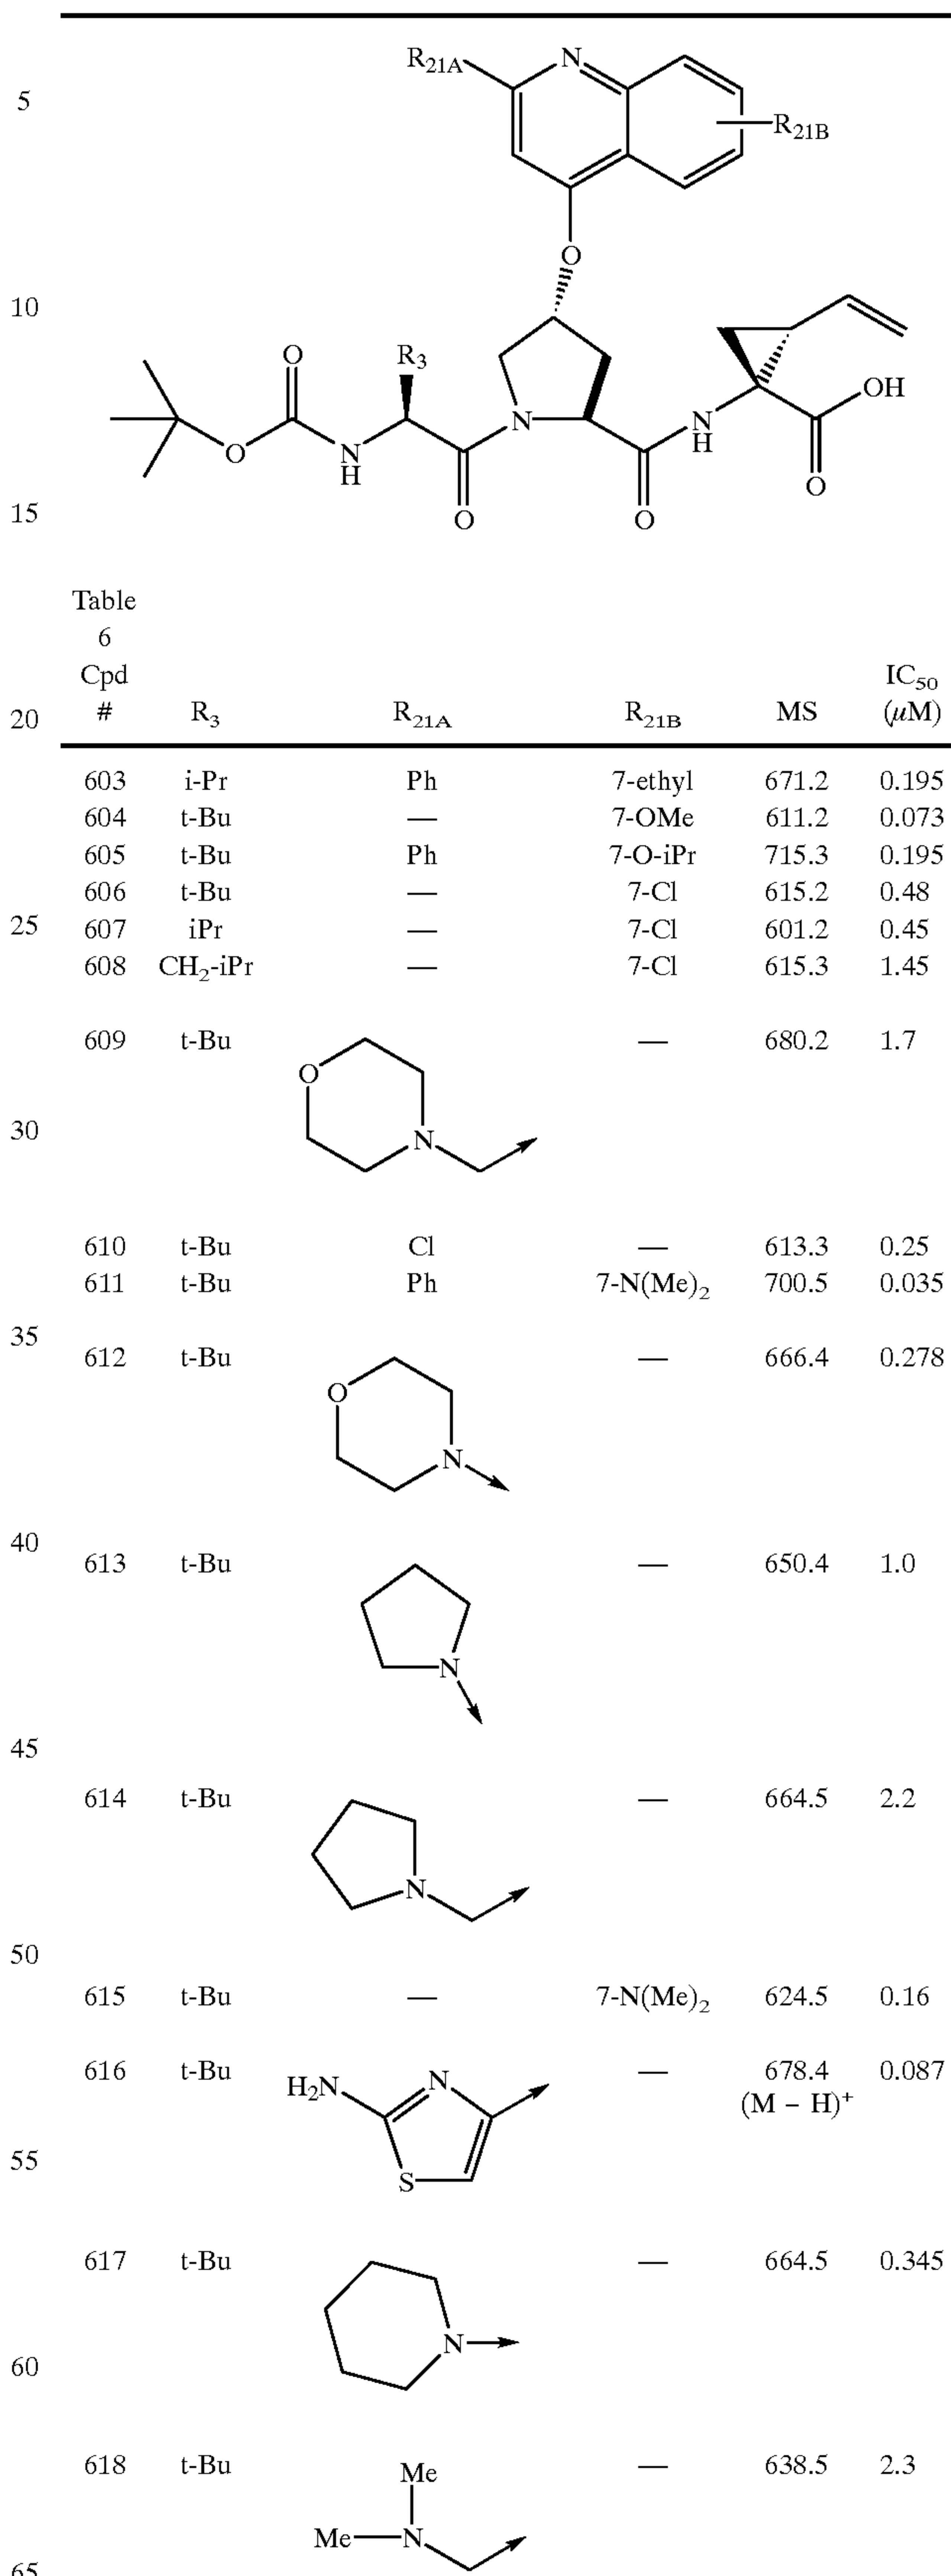 R21A N
5
R21B
O
10
O R3 OH
N N
O N H
H O
O O
15
Table
6
Cpd IC50
20 # R3 R21A R21B MS (μM)
603 i-Pr Ph 7-ethyl 671.2 0.195
604 t-Bu — 7-OMe 611.2 0.073
605 t-Bu Ph 7-O-iPr 715.3 0.195
606 t-Bu — 7-Cl 615.2 0.48
25 607 iPr — 7-Cl 601.2 0.45
608 CH2-iPr — 7-Cl 615.3 1.45
609 t-Bu — 680.2 1.7
O
30 N
610 t-Bu Cl — 613.3 0.25
611 t-Bu Ph 7-N(Me)2 700.5 0.035
35
612 t-Bu — 666.4 0.278
O
N
40
613 t-Bu — 650.4 1.0
N
45
614 t-Bu — 664.5 2.2
N
50
615 t-Bu — 7-N(Me)2 624.5 0.16
616 t-Bu H2N N — 678.4 0.087
(M – H)+
55 S
617 t-Bu — 664.5 0.345
N
60
618 t-Bu Me — 638.5 2.3
Me N
65